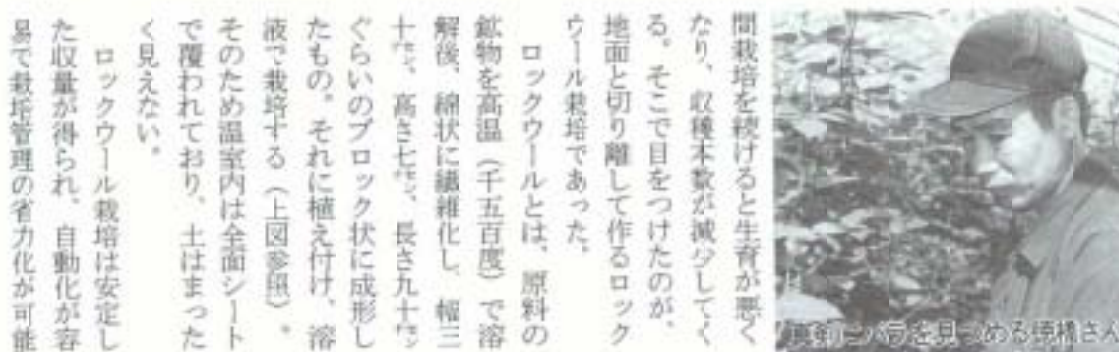 間栽培を続けると生育が悪く
なり、収穫本数が減少してく
る。そこで目をつけたのが、
地面と切り離して作るロック
ウール栽培であった。
ロックウールとは、原料の
鉱物を高温（千五百度）で溶
解後、綿状に繊維化し、幅三
十㌢、高さ七㌢、長さ九十㌢
ぐらいのブロック状に成形し
たもの。それに植え付け、溶
液で栽培する（上図参照）。
そのため温室内は全面シート
で覆われており、土はまった
く見えない。
ロックウール栽培は安定し
た収量が得られ、自動化が容
易で栽培管理の省力化が可能
真剣にバラを見つめる 橋さん